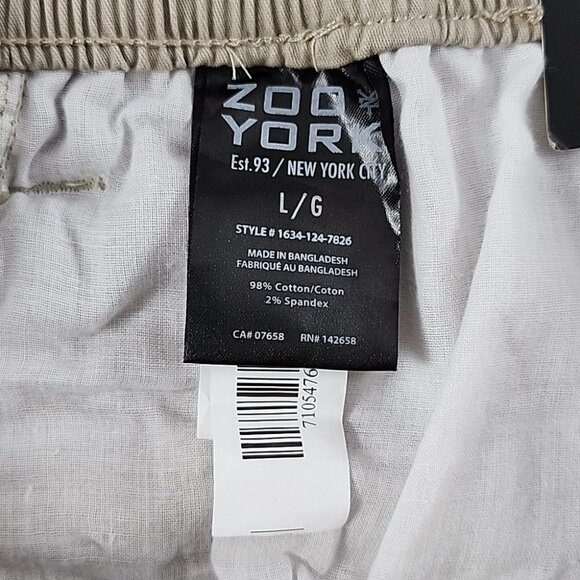 ZOO
YORK
Est.93 / NEW YORK CITY
L/G
STYLE # 1634-124-7826
MADE IN BANGLADESH
FABRIQUÉ AU BANGLADESH
98% Cotton/Coton
2% Spandex
CA# 07658 RN# 142658
7105476